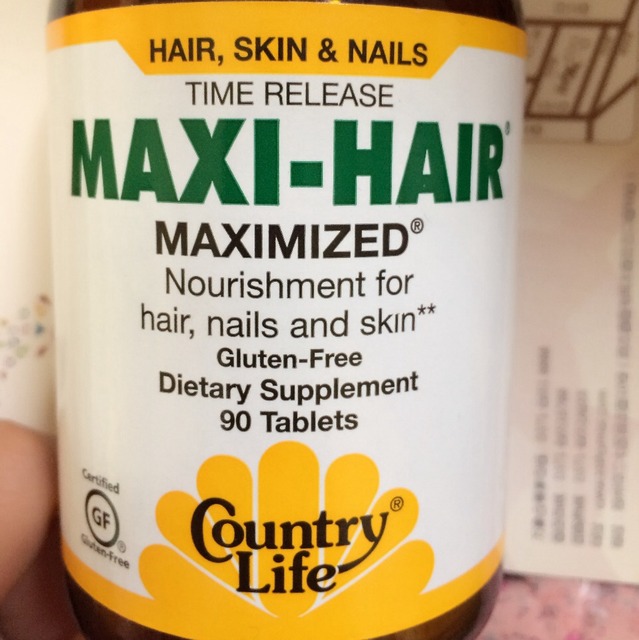 HAIR, SKIN & NAILS
TIME RELEASE
MAXI-HAIR®
MAXIMIZED®
Nourishment for
hair, nails and skin**
Gluten-Free
Dietary Supplement
90 Tablets
Certified
GF
Gluten-Free
®
Country®
Life